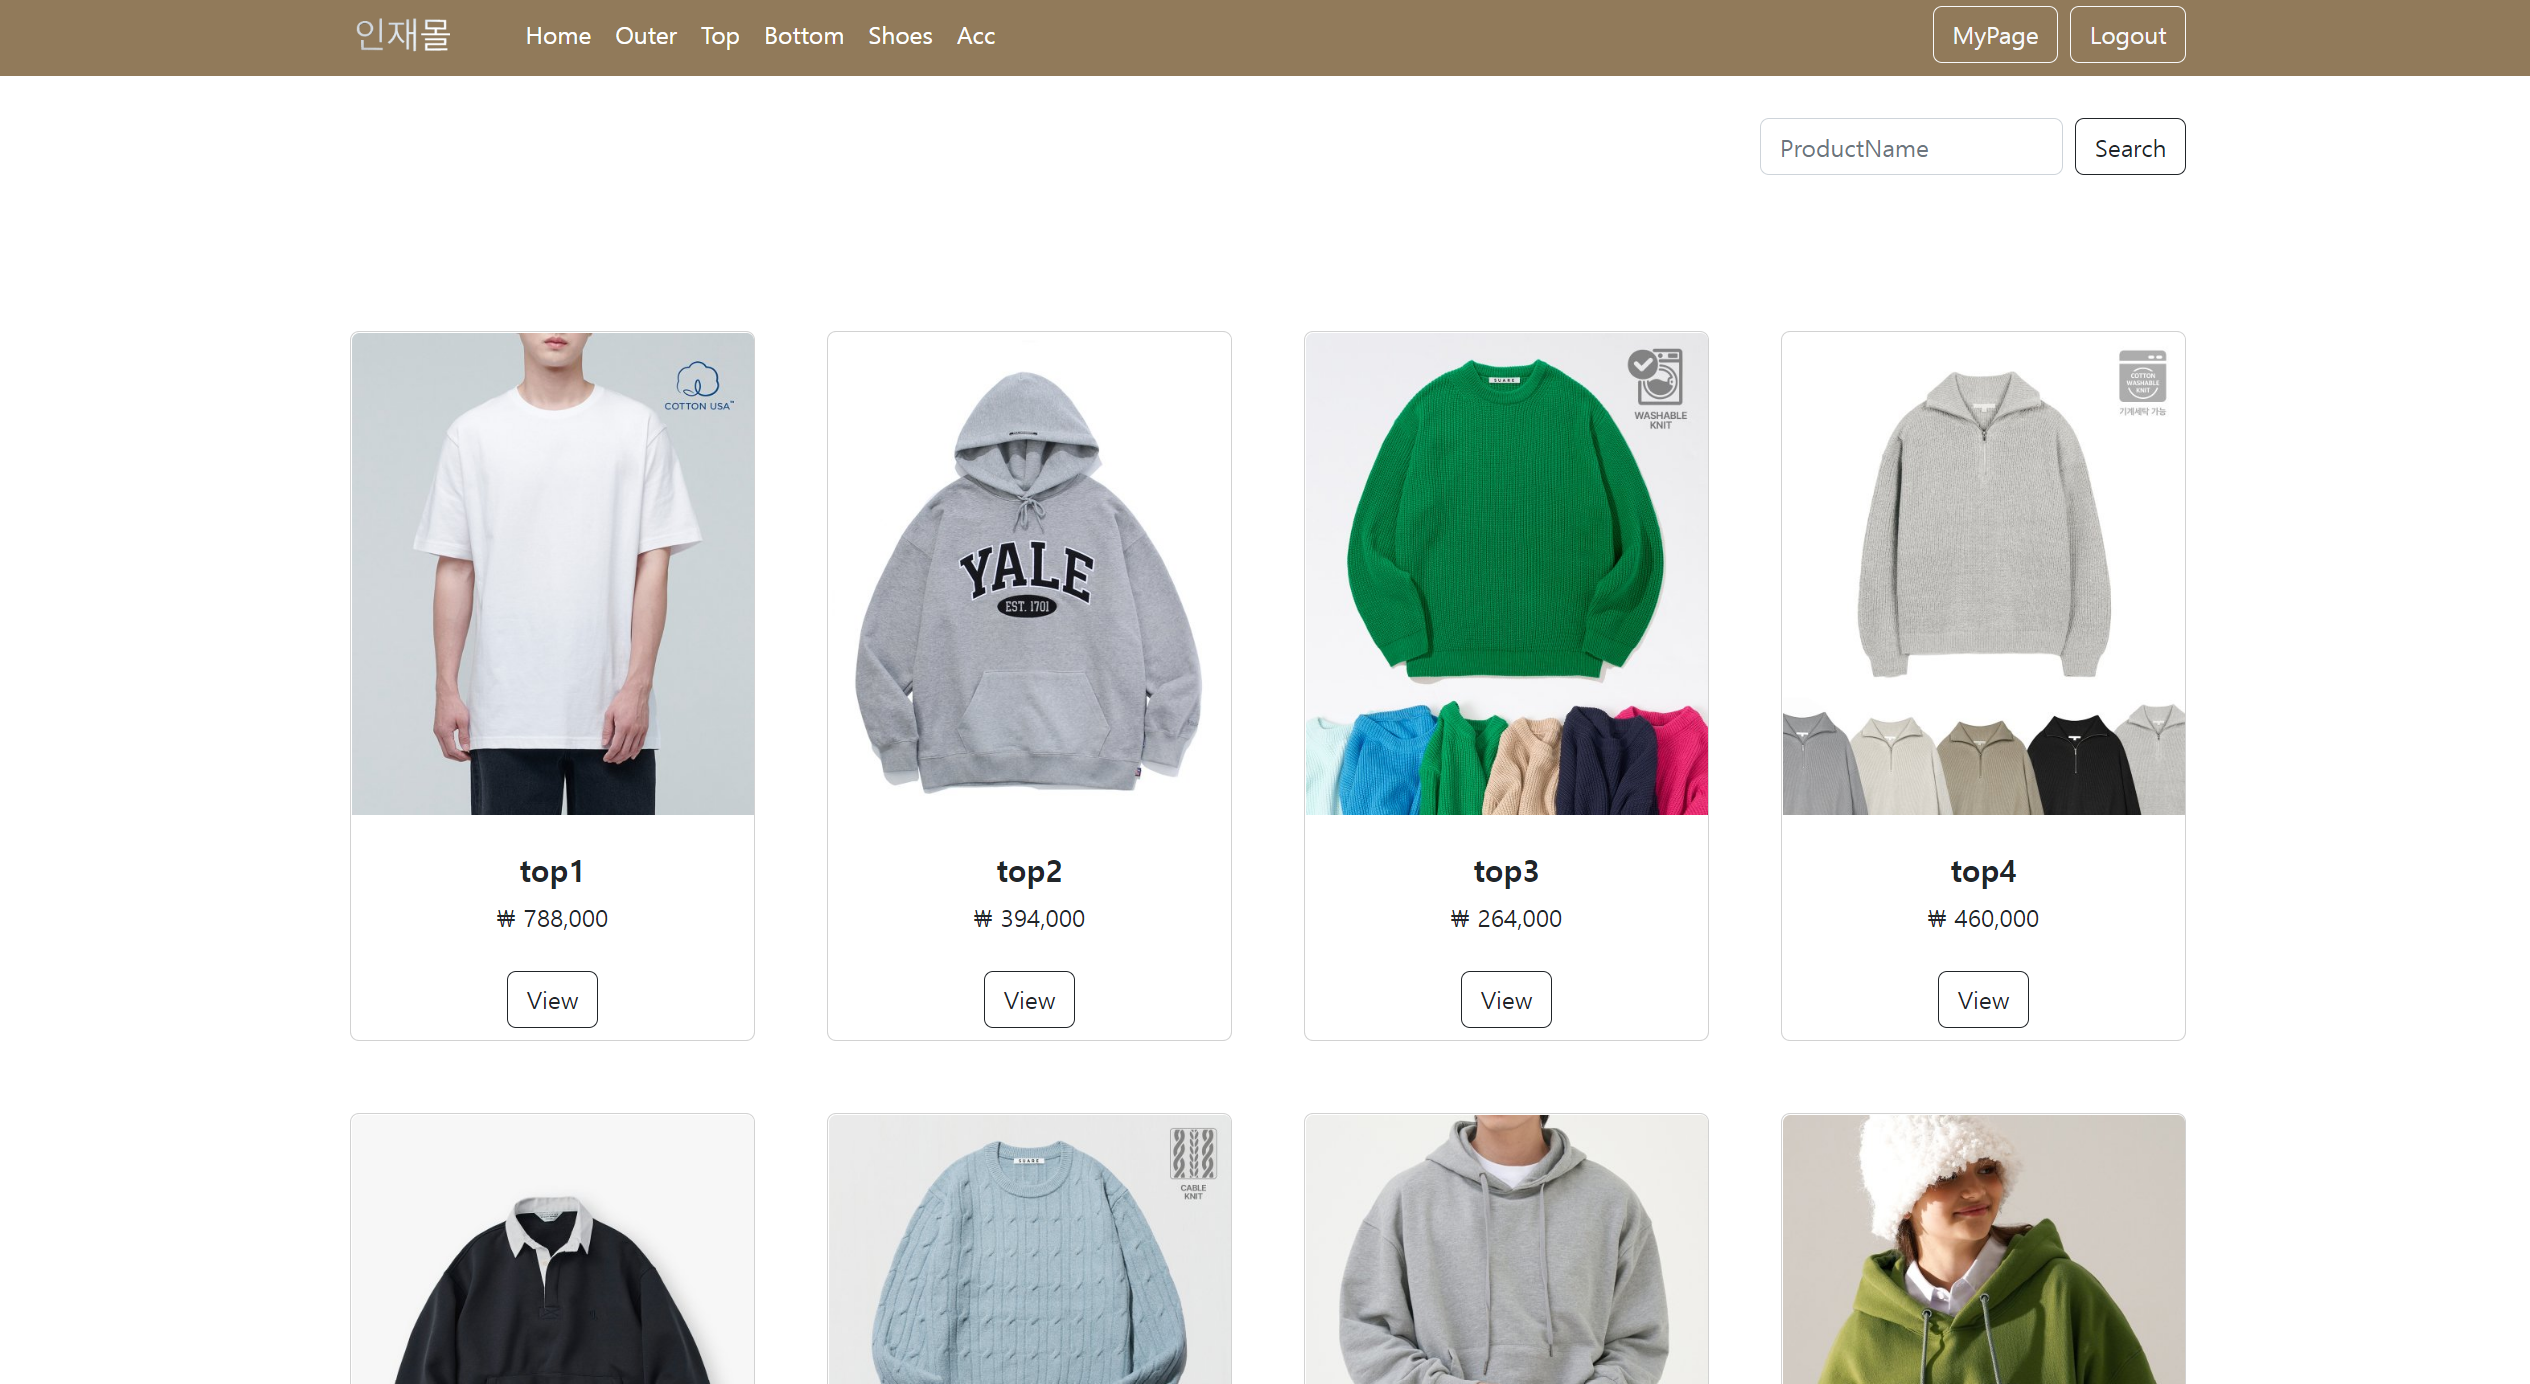 인재몰 Home Outer Top Bottom Shoes Acc MyPage Logout
ProductName Search
COTTON USA™
YALE
EST. 1701
SUARE
WASHABLE
KNIT
COTTON
WASHABLE
KNIT
기계세탁 가능
top1
₩ 788,000
View
top2
₩ 394,000
View
top3
₩ 264,000
View
top4
₩ 460,000
View
SUARE
CABLE
KNIT